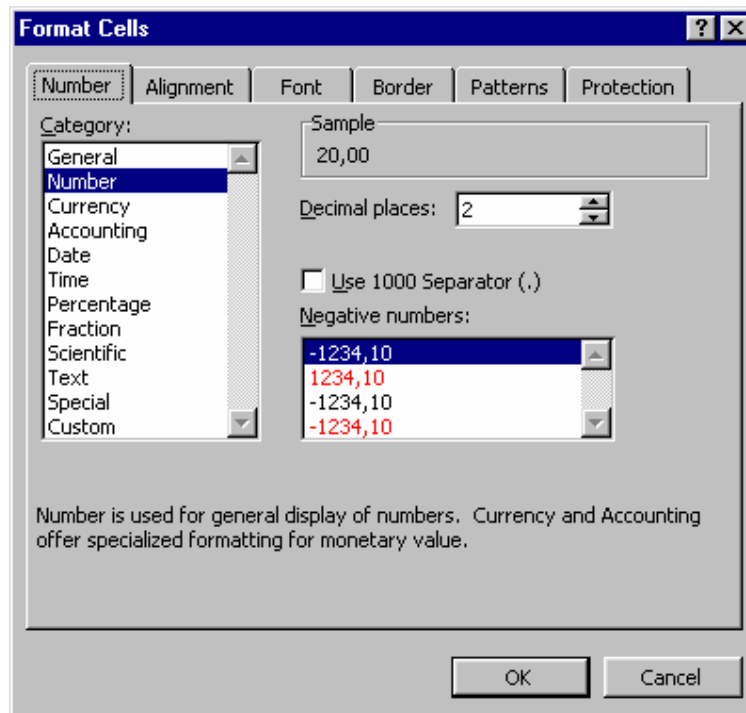 Format Cells
? X
Number Alignment Font Border Patterns Protection
Category:
General
Number
Currency
Accounting
Date
Time
Percentage
Fraction
Scientific
Text
Special
Custom
Sample
20,00
Decimal places: 2
Use 1000 Separator (.)
Negative numbers:
-1234,10
1234,10
-1234,10
-1234,10
Number is used for general display of numbers. Currency and Accounting
offer specialized formatting for monetary value.
OK Cancel